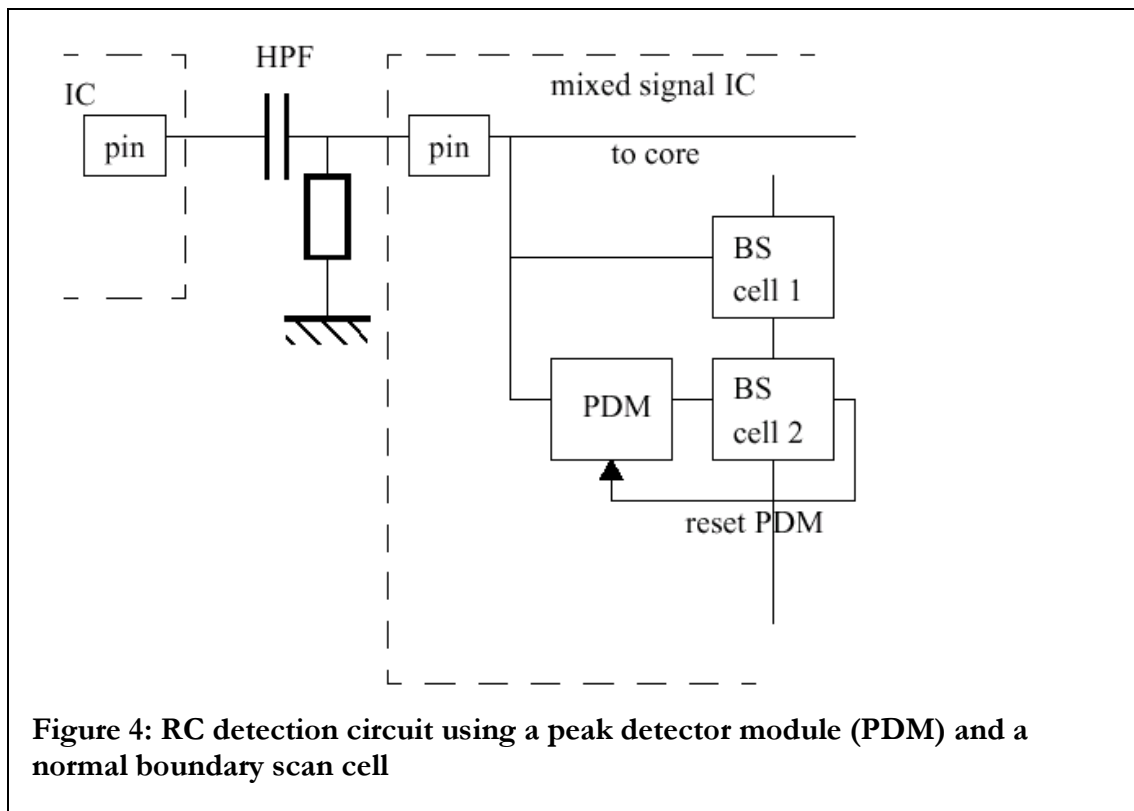 HPF
IC
mixed signal IC
pin
pin
to core
BS
cell 1
PDM
BS
cell 2
reset PDM
Figure 4: RC detection circuit using a peak detector module (PDM) and a
normal boundary scan cell